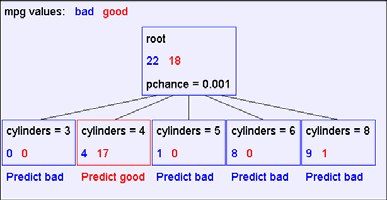 mpg values: bad good
root
22 18
pchance = 0.001
cylinders = 3 cylinders = 4 cylinders = 5 cylinders = 6 cylinders = 8
0 0 4 17 1 0 8 0 9 1
Predict bad Predict good Predict bad Predict bad Predict bad